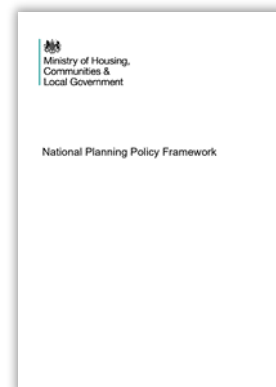 Ministry of Housing,
Communities &
Local Government
National Planning Policy Framework